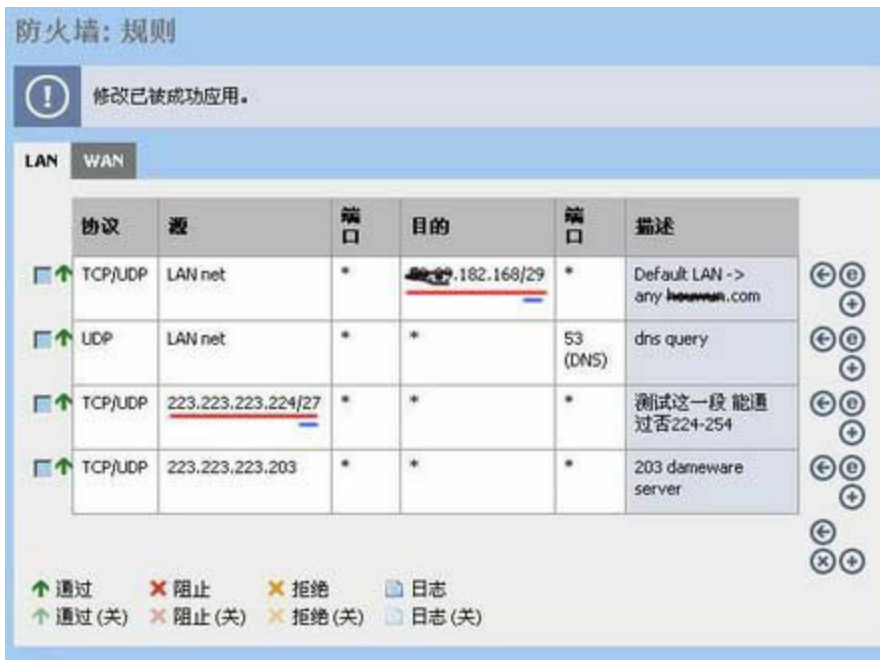 防火墙: 规则
修改已被成功应用。
LAN WAN
协议 源 端口 目的 端口 描述
TCP/UDP LAN net * .182.168/29 * Default LAN ->
any .com
UDP LAN net * * 53 dns query
(DNS)
TCP/UDP 223.223.223.224/27 * * * 测试这一段 能通
过否224-254
TCP/UDP 223.223.223.203 * * * 203 dameware
server
通过 阻止 拒绝 日志
通过(关) 阻止(关) 拒绝(关) 日志(关)